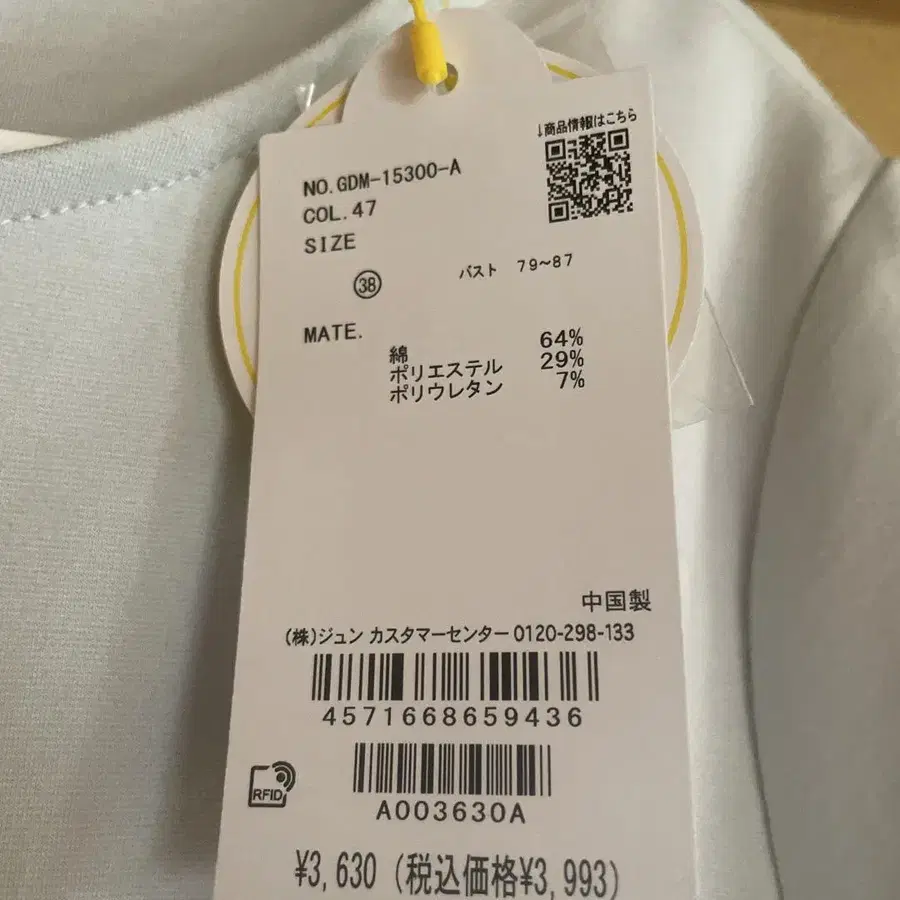 ↓商品情報はこちら
NO.GDM-15300-A
COL.47
SIZE
㊳ バスト 79~87
MATE.
綿 64%
ポリエステル 29%
ポリウレタン 7%
中国製
(株)ジュン カスタマーセンター 0120-298-133
4571668659436
RFID
A003630A
¥3,630 (税込価格¥3,993)